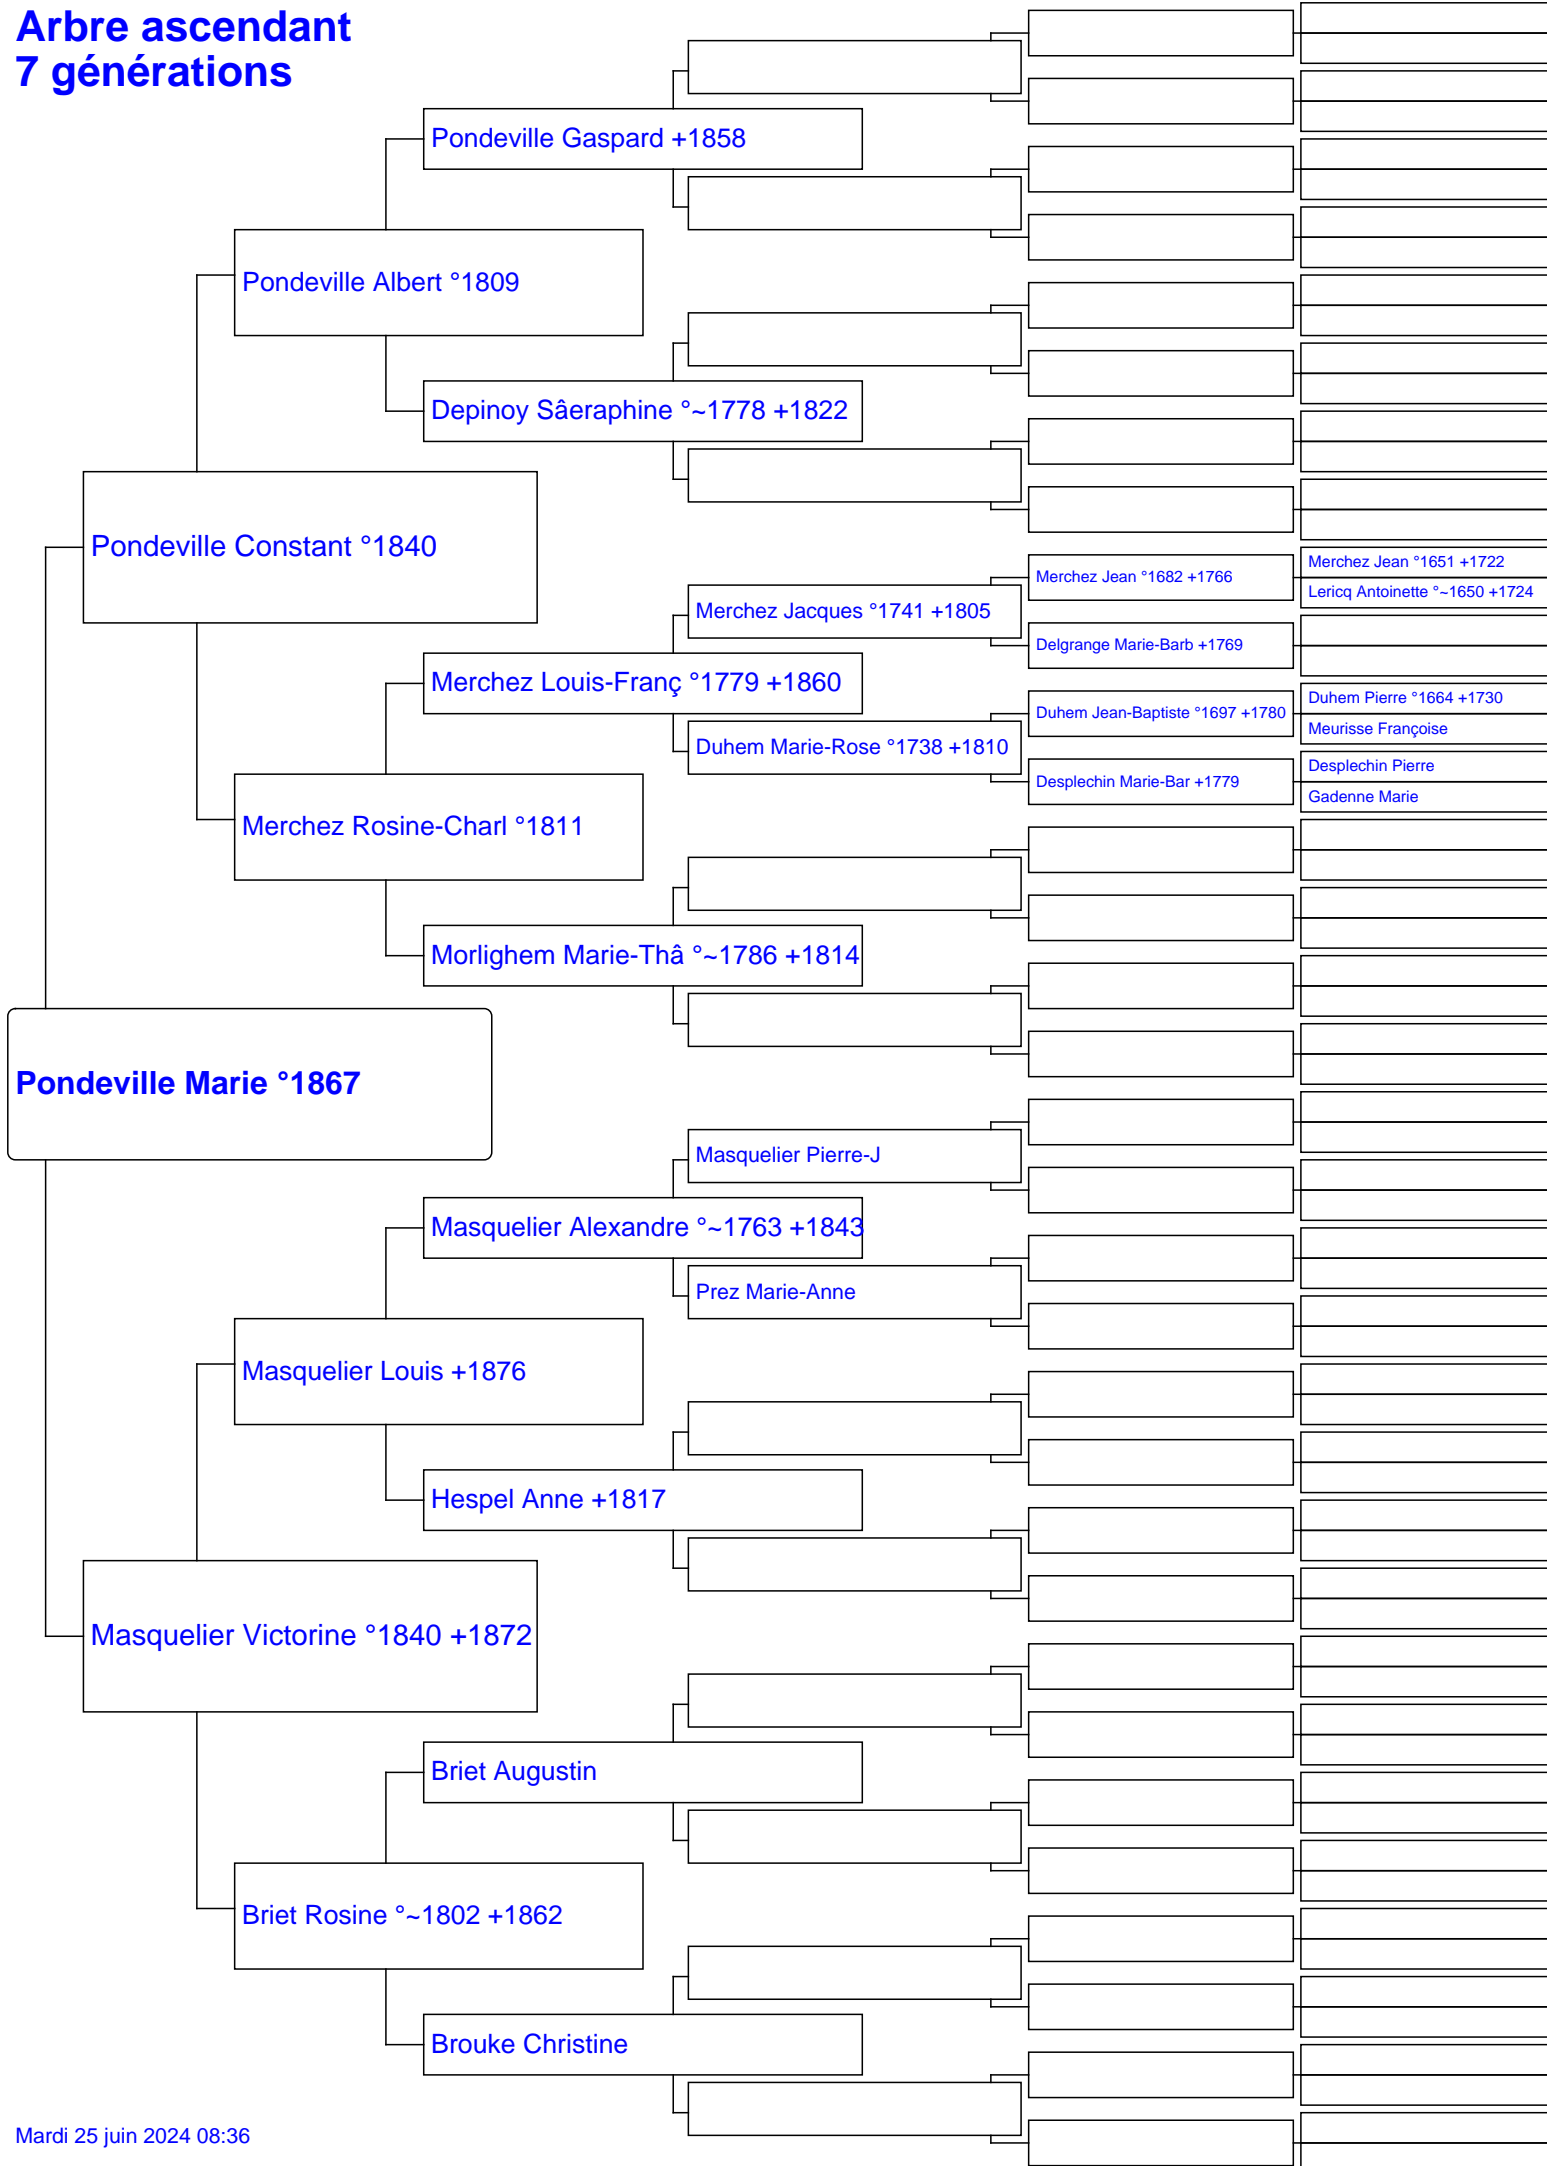 Arbre ascendant
7 générations
Pondeville Gaspard +1858
Pondeville Albert °1809
Depinoy Sâeraphine °~1778 +1822
Pondeville Constant °1840
Merchez Jean °1682 +1766
Merchez Jean °1651 +1722
Lericq Antoinette °~1650 +1724
Merchez Jacques °1741 +1805
Delgrange Marie-Barb +1769
Merchez Louis-Franç °1779 +1860
Duhem Jean-Baptiste °1697 +1780
Duhem Pierre °1664 +1730
Meurisse Françoise
Duhem Marie-Rose °1738 +1810
Desplechin Marie-Bar +1779
Desplechin Pierre
Gadenne Marie
Merchez Rosine-Charl °1811
Morlighem Marie-Thâ °~1786 +1814
Pondeville Marie °1867
Masquelier Pierre-J
Masquelier Alexandre °~1763 +1843
Prez Marie-Anne
Masquelier Louis +1876
Hespel Anne +1817
Masquelier Victorine °1840 +1872
Briet Augustin
Briet Rosine °~1802 +1862
Brouke Christine
Mardi 25 juin 2024 08:36